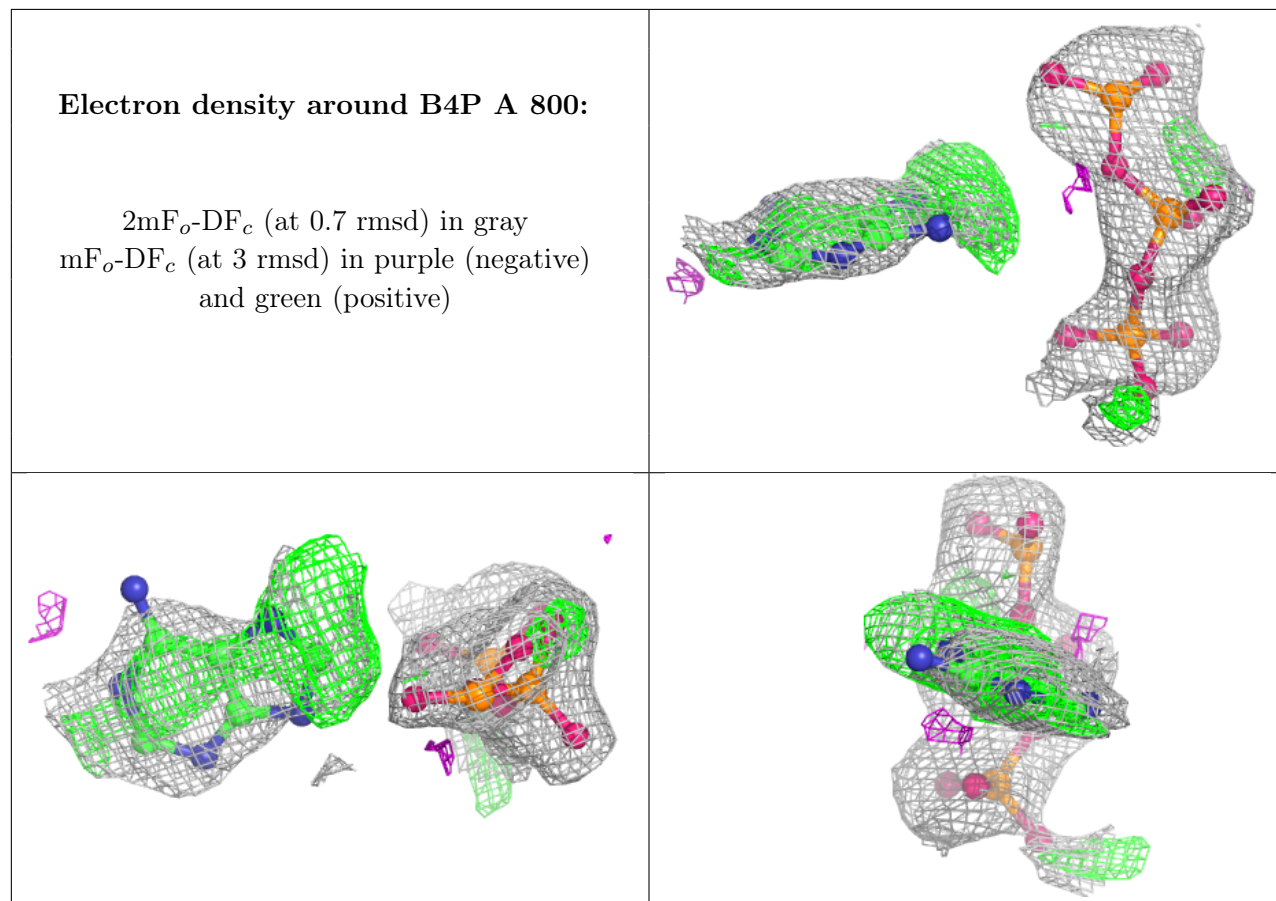 Electron density around B4P A 800:
2mFo-DFc (at 0.7 rmsd) in gray
mFo-DFc (at 3 rmsd) in purple (negative)
and green (positive)